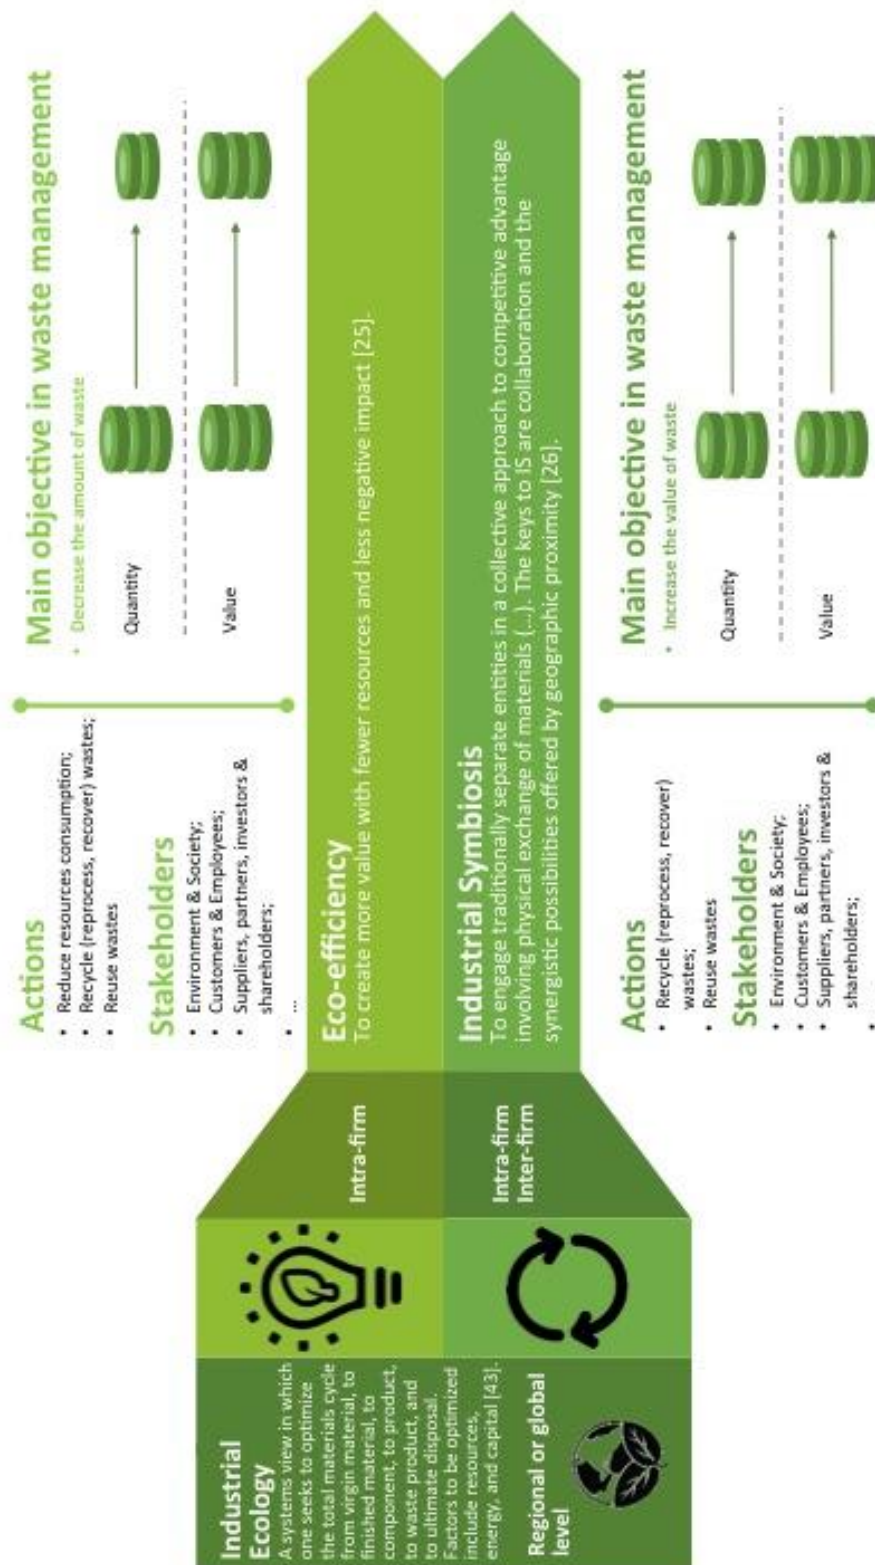 Industrial
Ecology
A systems view in which
one seeks to optimize
the total materials cycle
from virgin material, to
finished material, to
component, to product,
to waste product, and
to ultimate disposal.
Factors to be optimized
include resources,
energy, and capital [43].
Regional or global
level
Intra-firm
Intra-firm
Inter-firm
Actions
• Reduce resources consumption;
• Recycle (reprocess, recover) wastes;
• Reuse wastes
Stakeholders
• Environment & Society;
• Customers & Employees;
• Suppliers, partners, investors &
shareholders;
• ...
Main objective in waste management
• Decrease the amount of waste
Quantity
Value
Eco-efficiency
To create more value with fewer resources and less negative impact [25].
Industrial Symbiosis
To engage traditionally separate entities in a collective approach to competitive advantage
involving physical exchange of materials (…). The keys to IS are collaboration and the
synergistic possibilities offered by geographic proximity [26].
Actions
• Recycle (reprocess, recover)
wastes;
• Reuse wastes
Stakeholders
• Environment & Society;
• Customers & Employees;
• Suppliers, partners, investors &
shareholders;
•
Main objective in waste management
• Increase the value of waste
Quantity
Value